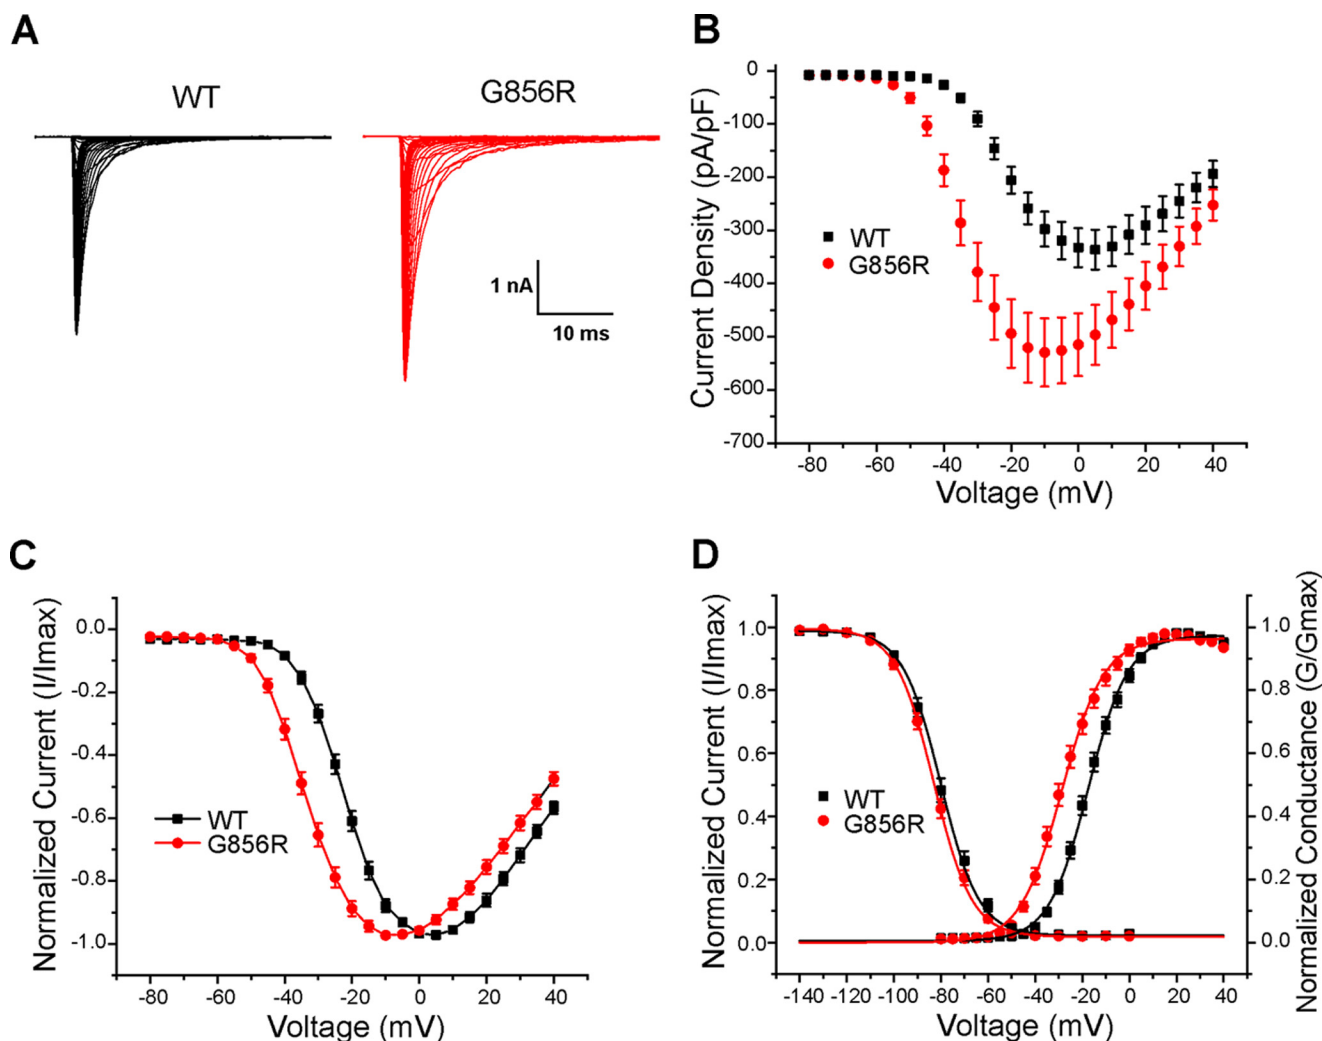 A
WT
G856R
1 nA
10 ms
B
Current Density (pA/pF)
0
-100
-200
-300
-400
-500
-600
-700
WT
G856R
-80
-60
-40
-20
0
20
40
Voltage (mV)
C
Normalized Current (I/Imax)
0.0
-0.2
-0.4
-0.6
-0.8
-1.0
WT
G856R
-80
-60
-40
-20
0
20
40
Voltage (mV)
D
Normalized Current (I/Imax)
1.0
0.8
0.6
0.4
0.2
0.0
WT
G856R
1.0
0.8
0.6
0.4
0.2
0.0
Normalized Conductance (G/Gmax)
-140
-120
-100
-80
-60
-40
-20
0
20
40
Voltage (mV)